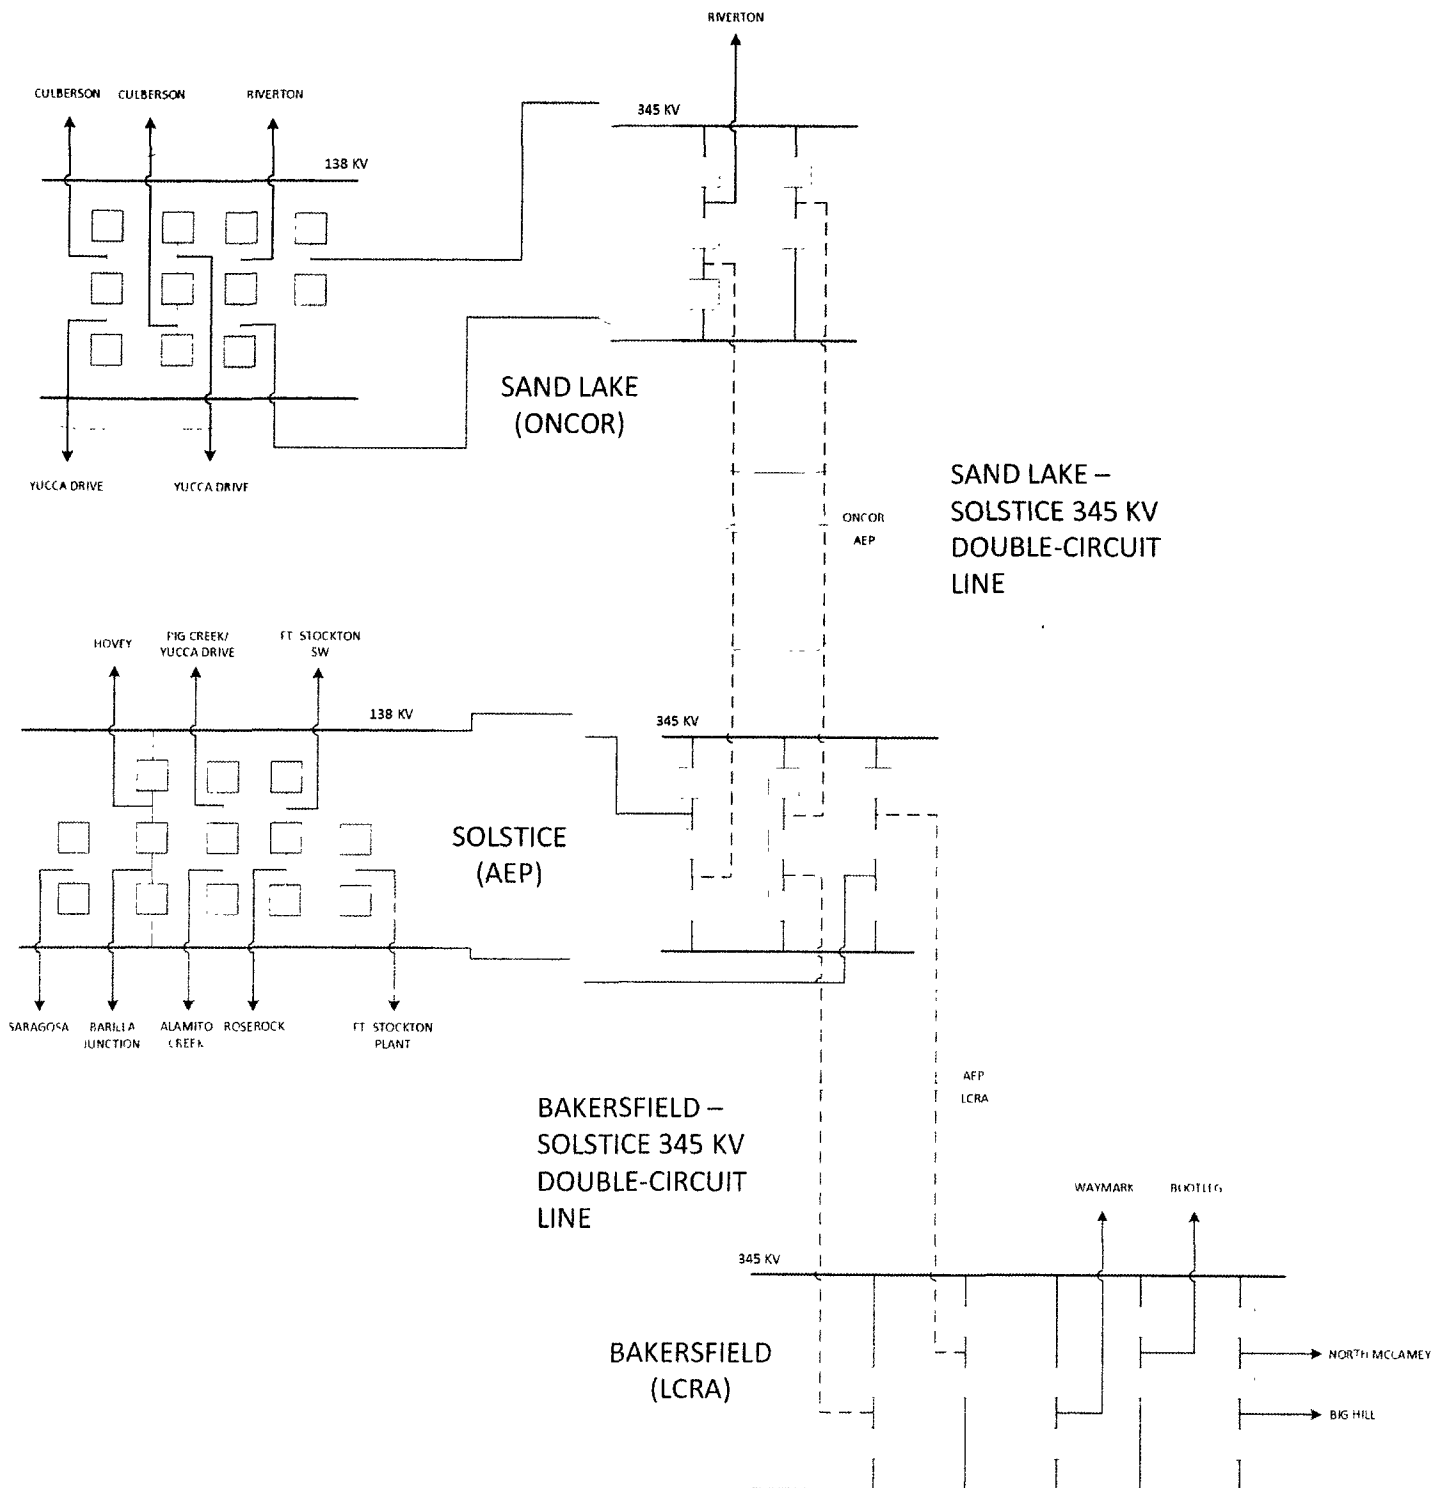 RIVERTON
CULBERSON
CULBERSON
RIVERTON
345 KV
138 KV
SAND LAKE
(ONCOR)
YUCCA DRIVE
YUCCA DRIVE
SAND LAKE –
SOLSTICE 345 KV
DOUBLE-CIRCUIT
LINE
ONCOR
AEP
HOVEY
PIG CREEK/
YUCCA DRIVE
FT STOCKTON
SW
138 KV
345 KV
SOLSTICE
(AEP)
SARAGOSA
BARILLA
JUNCTION
ALAMITO
CREEK
ROSEROCK
FT STOCKTON
PLANT
AEP
LCRA
BAKERSFIELD –
SOLSTICE 345 KV
DOUBLE-CIRCUIT
LINE
WAYMARK
BOOTLEG
345 KV
BAKERSFIELD
(LCRA)
NORTH MCCAMEY
BIG HILL